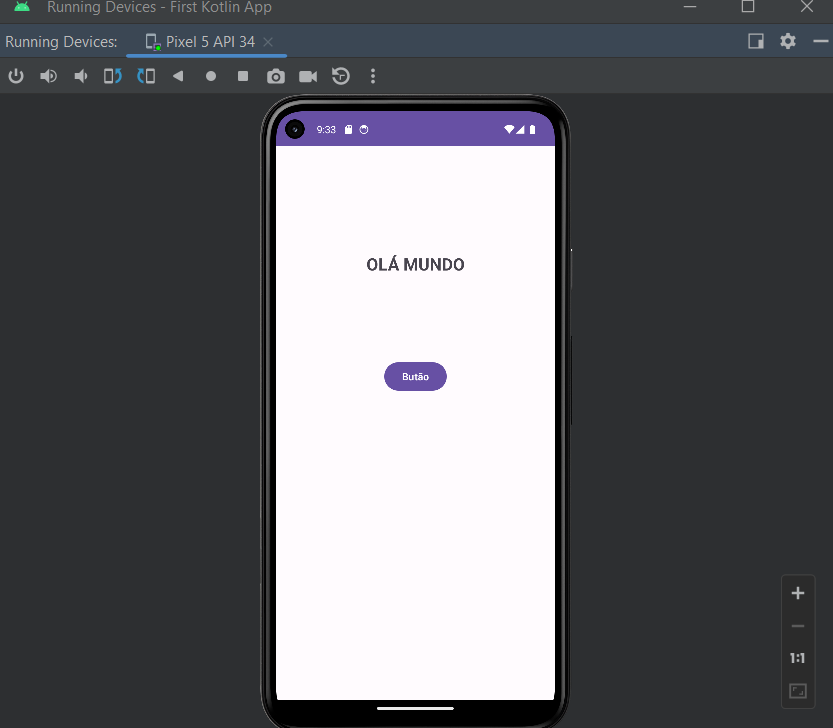 Running Devices - First Kotlin App
Running Devices: Pixel 5 API 34
9:33
OLÁ MUNDO
Butão
1:1